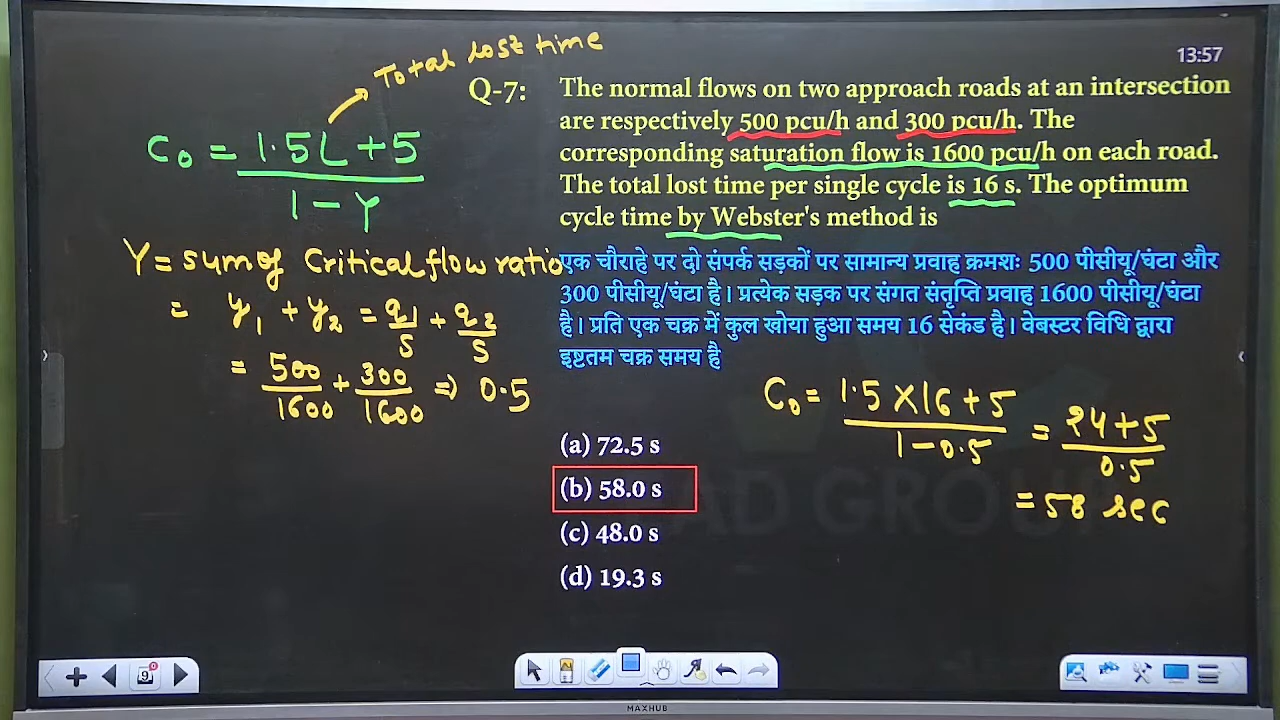 Total lost time
13:57
Q-7: The normal flows on two approach roads at an intersection
are respectively 500 pcu/h and 300 pcu/h. The
corresponding saturation flow is 1600 pcu/h on each road.
The total lost time per single cycle is 16 s. The optimum
cycle time by Webster's method is
C₀ = (1.5L + 5) / (1 - Y)
Y = sum of Critical flow ratio
= y₁ + y₂ = q₁/S + q₂/S
= 500/1600 + 300/1600 ⇒ 0.5
एक चौराहे पर दो संपर्क सड़कों पर सामान्य प्रवाह क्रमशः 500 पीसीयू/घंटा और
300 पीसीयू/घंटा है। प्रत्येक सड़क पर संगत संतृप्ति प्रवाह 1600 पीसीयू/घंटा
है। प्रति एक चक्र में कुल खोया हुआ समय 16 सेकंड है। वेबस्टर विधि द्वारा
इष्टतम चक्र समय है
C₀ = (1.5 × 16 + 5) / (1 - 0.5) = (24 + 5) / 0.5
= 58 sec
(a) 72.5 s
(b) 58.0 s
(c) 48.0 s
(d) 19.3 s
9
MAXHUB